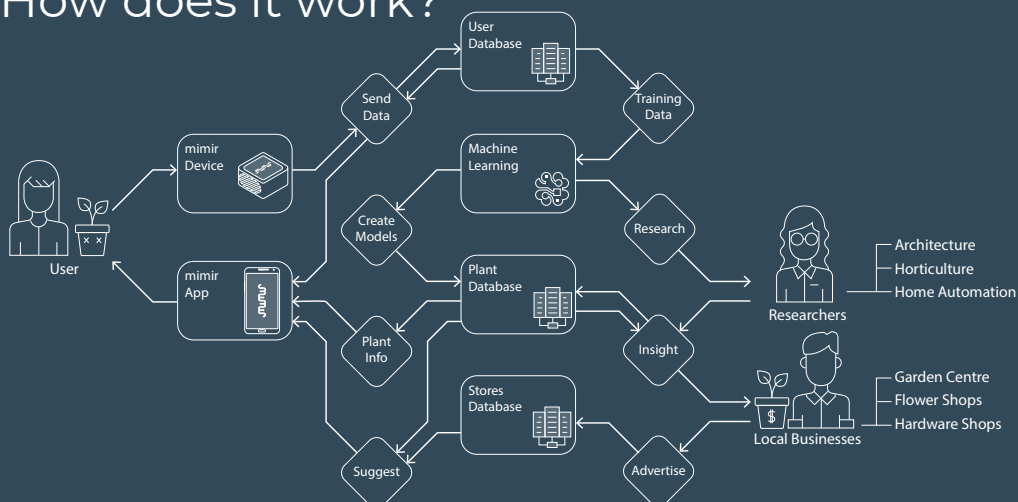 How does it work?
User
Database
Send
Data
Training
Data
mimir
Device
Machine
Learning
Create
Models
Research
User
mimir
App
mimir
Plant
Database
Architecture
Horticulture
Home Automation
Researchers
Plant
Info
Insight
Stores
Database
Garden Centre
Flower Shops
Hardware Shops
$
Local Businesses
Suggest
Advertise